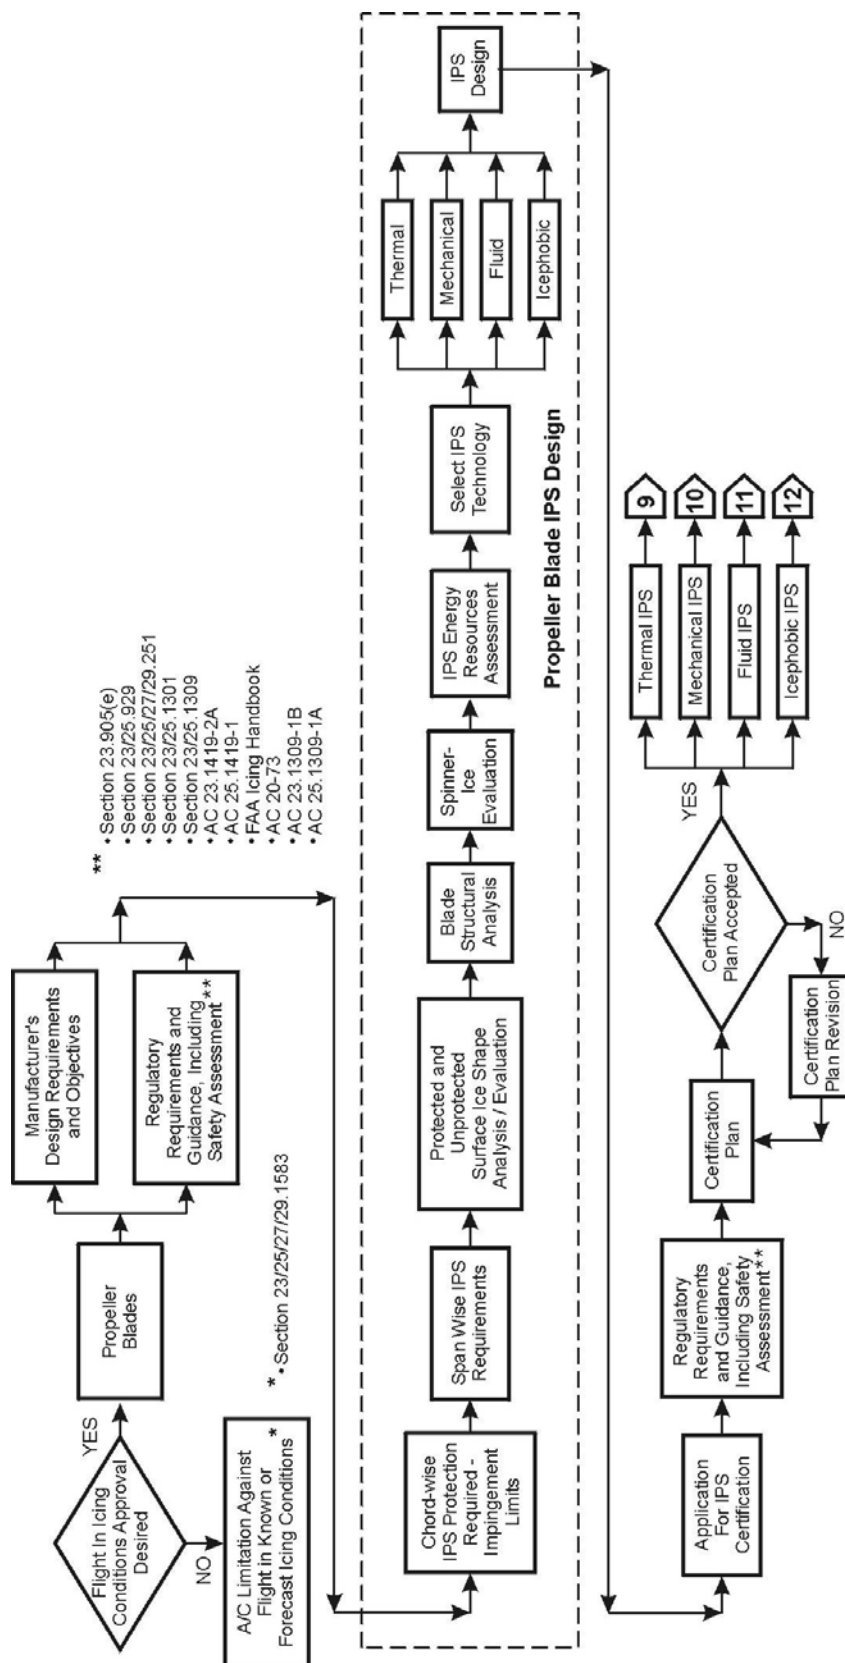 Flight In Icing
Conditions Approval
Desired
YES
NO
A/C Limitation Against
Flight in Known or
Forecast Icing Conditions *
* • Section 23/25/27/29.1583
Propeller
Blades
Manufacturer's
Design Requirements
and Objectives
Regulatory
Requirements and
Guidance, Including
Safety Assessment**
**
• Section 23.905(e)
• Section 23/25.929
• Section 23/25/27/29.251
• Section 23/25.1301
• Section 23/25.1309
• AC 23.1419-2A
• AC 25.1419-1
• FAA Icing Handbook
• AC 20-73
• AC 23.1309-1B
• AC 25.1309-1A
Chord-wise
IPS Protection
Required -
Impingement
Limits
Span Wise IPS
Requirements
Protected and
Unprotected
Surface Ice Shape
Analysis / Evaluation
Blade
Structural
Analysis
Spinner-
Ice
Evaluation
IPS Energy
Resources
Assessment
Select IPS
Technology
Thermal
Mechanical
Fluid
Icephobic
IPS
Design
Propeller Blade IPS Design
Application
For IPS
Certification
Regulatory
Requirements
and Guidance,
Including Safety
Assessment**
Certification
Plan
Certification
Plan Accepted
NO
Certification
Plan Revision
YES
Thermal IPS
9
Mechanical IPS
10
Fluid IPS
11
Icephobic IPS
12